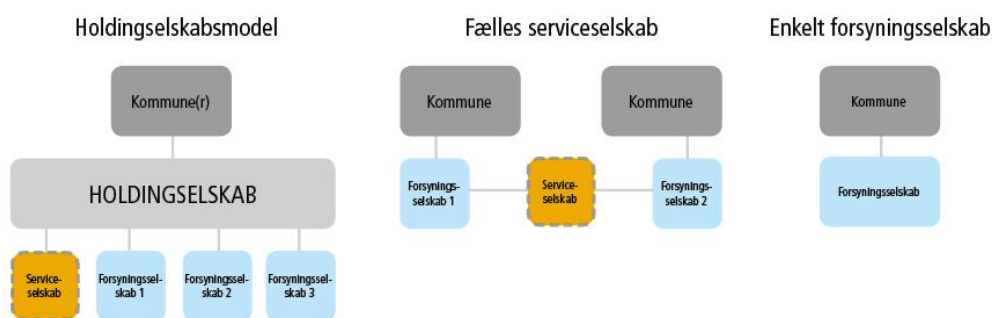 Holdingselskabsmodel
Kommune(r)
HOLDINGSELSKAB
Service-
selskab
Forsyningssel-
skab 1
Forsyningssel-
skab 2
Forsyningssel-
skab 3
Fælles serviceselskab
Kommune
Kommune
Forsynings-
selskab 1
Service-
selskab
Forsynings-
selskab 2
Enkelt forsyningsselskab
Kommune
Forsyningsselskab